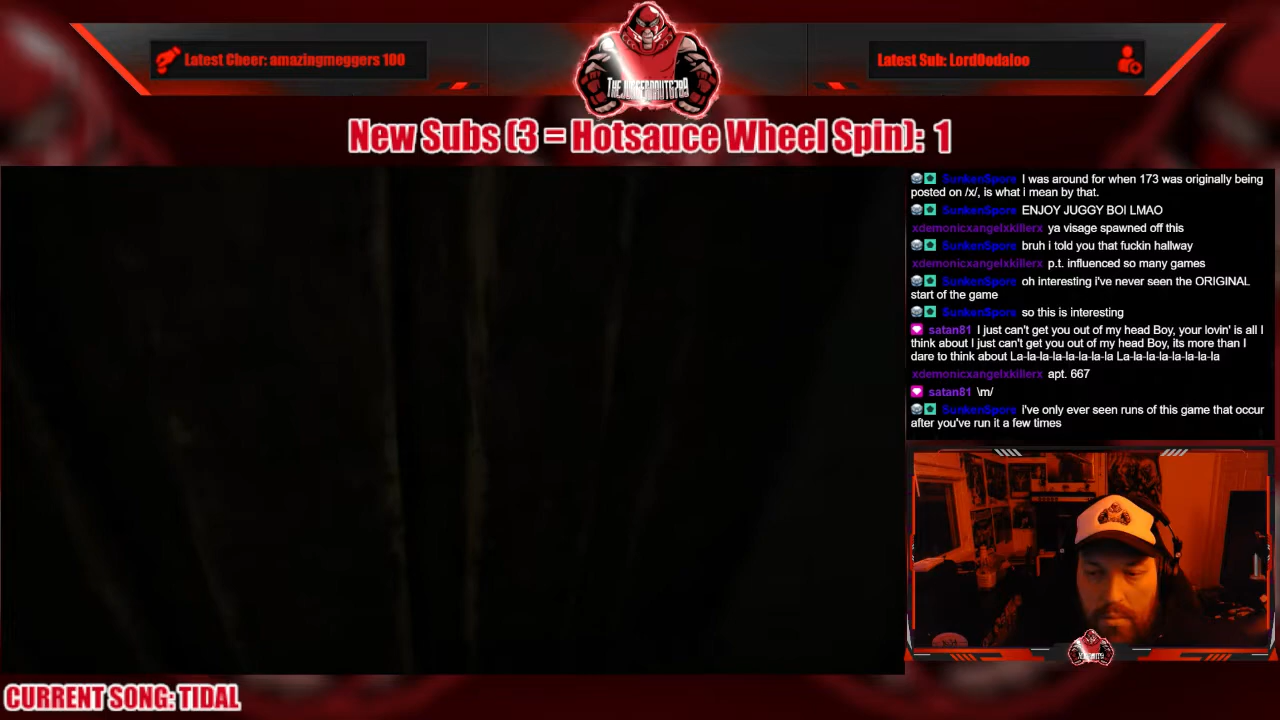 Latest Cheer: amazingmeggers 100
Latest Sub: LordOodaloo
THEJUGGERNAUT6789
New Subs (3 = Hotsauce Wheel Spin): 1
SunkenSpore I was around for when 173 was originally being
posted on /x/, is what i mean by that.
SunkenSpore ENJOY JUGGY BOI LMAO
xdemonicxangelxkillerx ya visage spawned off this
SunkenSpore bruh i told you that fuckin hallway
xdemonicxangelxkillerx p.t. influenced so many games
SunkenSpore oh interesting i've never seen the ORIGINAL
start of the game
SunkenSpore so this is interesting
satan81 I just can't get you out of my head Boy, your lovin' is all I
think about I just can't get you out of my head Boy, its more than I
dare to think about La-la-la-la-la-la-la-la La-la-la-la-la-la-la-la
xdemonicxangelxkillerx apt. 667
satan81 \m/
SunkenSpore i've only ever seen runs of this game that occur
after you've run it a few times
CURRENT SONG: TIDAL